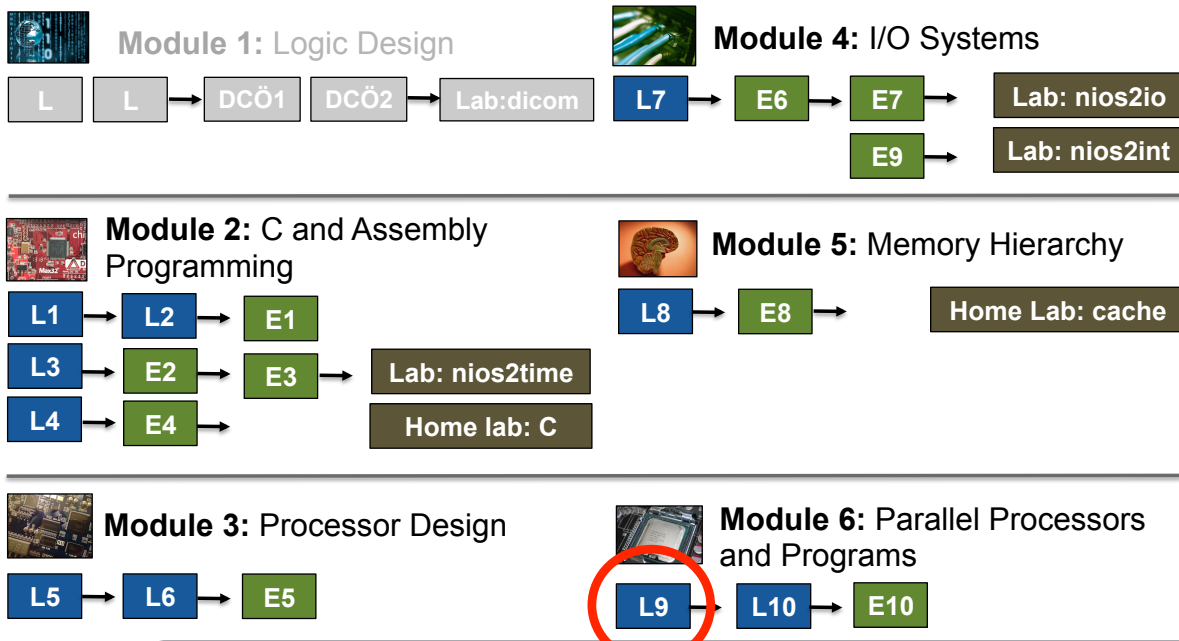 Module 1: Logic Design
L L DCÖ1 DCÖ2 Lab:dicom
Module 4: I/O Systems
L7 E6 E7 Lab: nios2io
E9 Lab: nios2int
Module 2: C and Assembly
Programming
L1 L2 E1
L3 E2 E3 Lab: nios2time
L4 E4 Home lab: C
Module 5: Memory Hierarchy
L8 E8 Home Lab: cache
Module 3: Processor Design
L5 L6 E5
Module 6: Parallel Processors
and Programs
L9 L10 E10